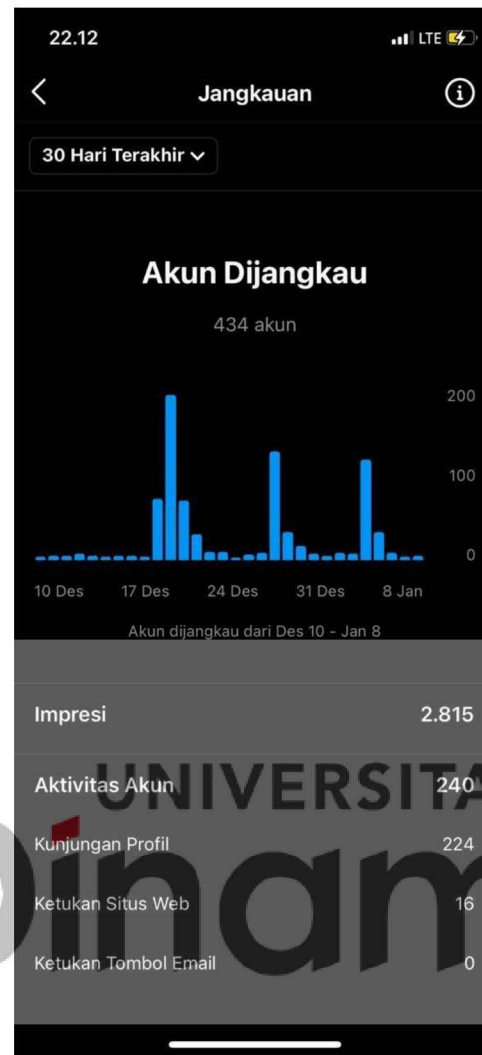 22.12 LTE
Jangkauan
30 Hari Terakhir
Akun Dijangkau
434 akun
200
100
0
10 Des 17 Des 24 Des 31 Des 8 Jan
Akun dijangkau dari Des 10 - Jan 8
Impresi 2.815
Aktivitas Akun 240
UNIVERSITA
Kunjungan Profil 224
Dinam
Ketukan Situs Web 16
Ketukan Tombol Email 0